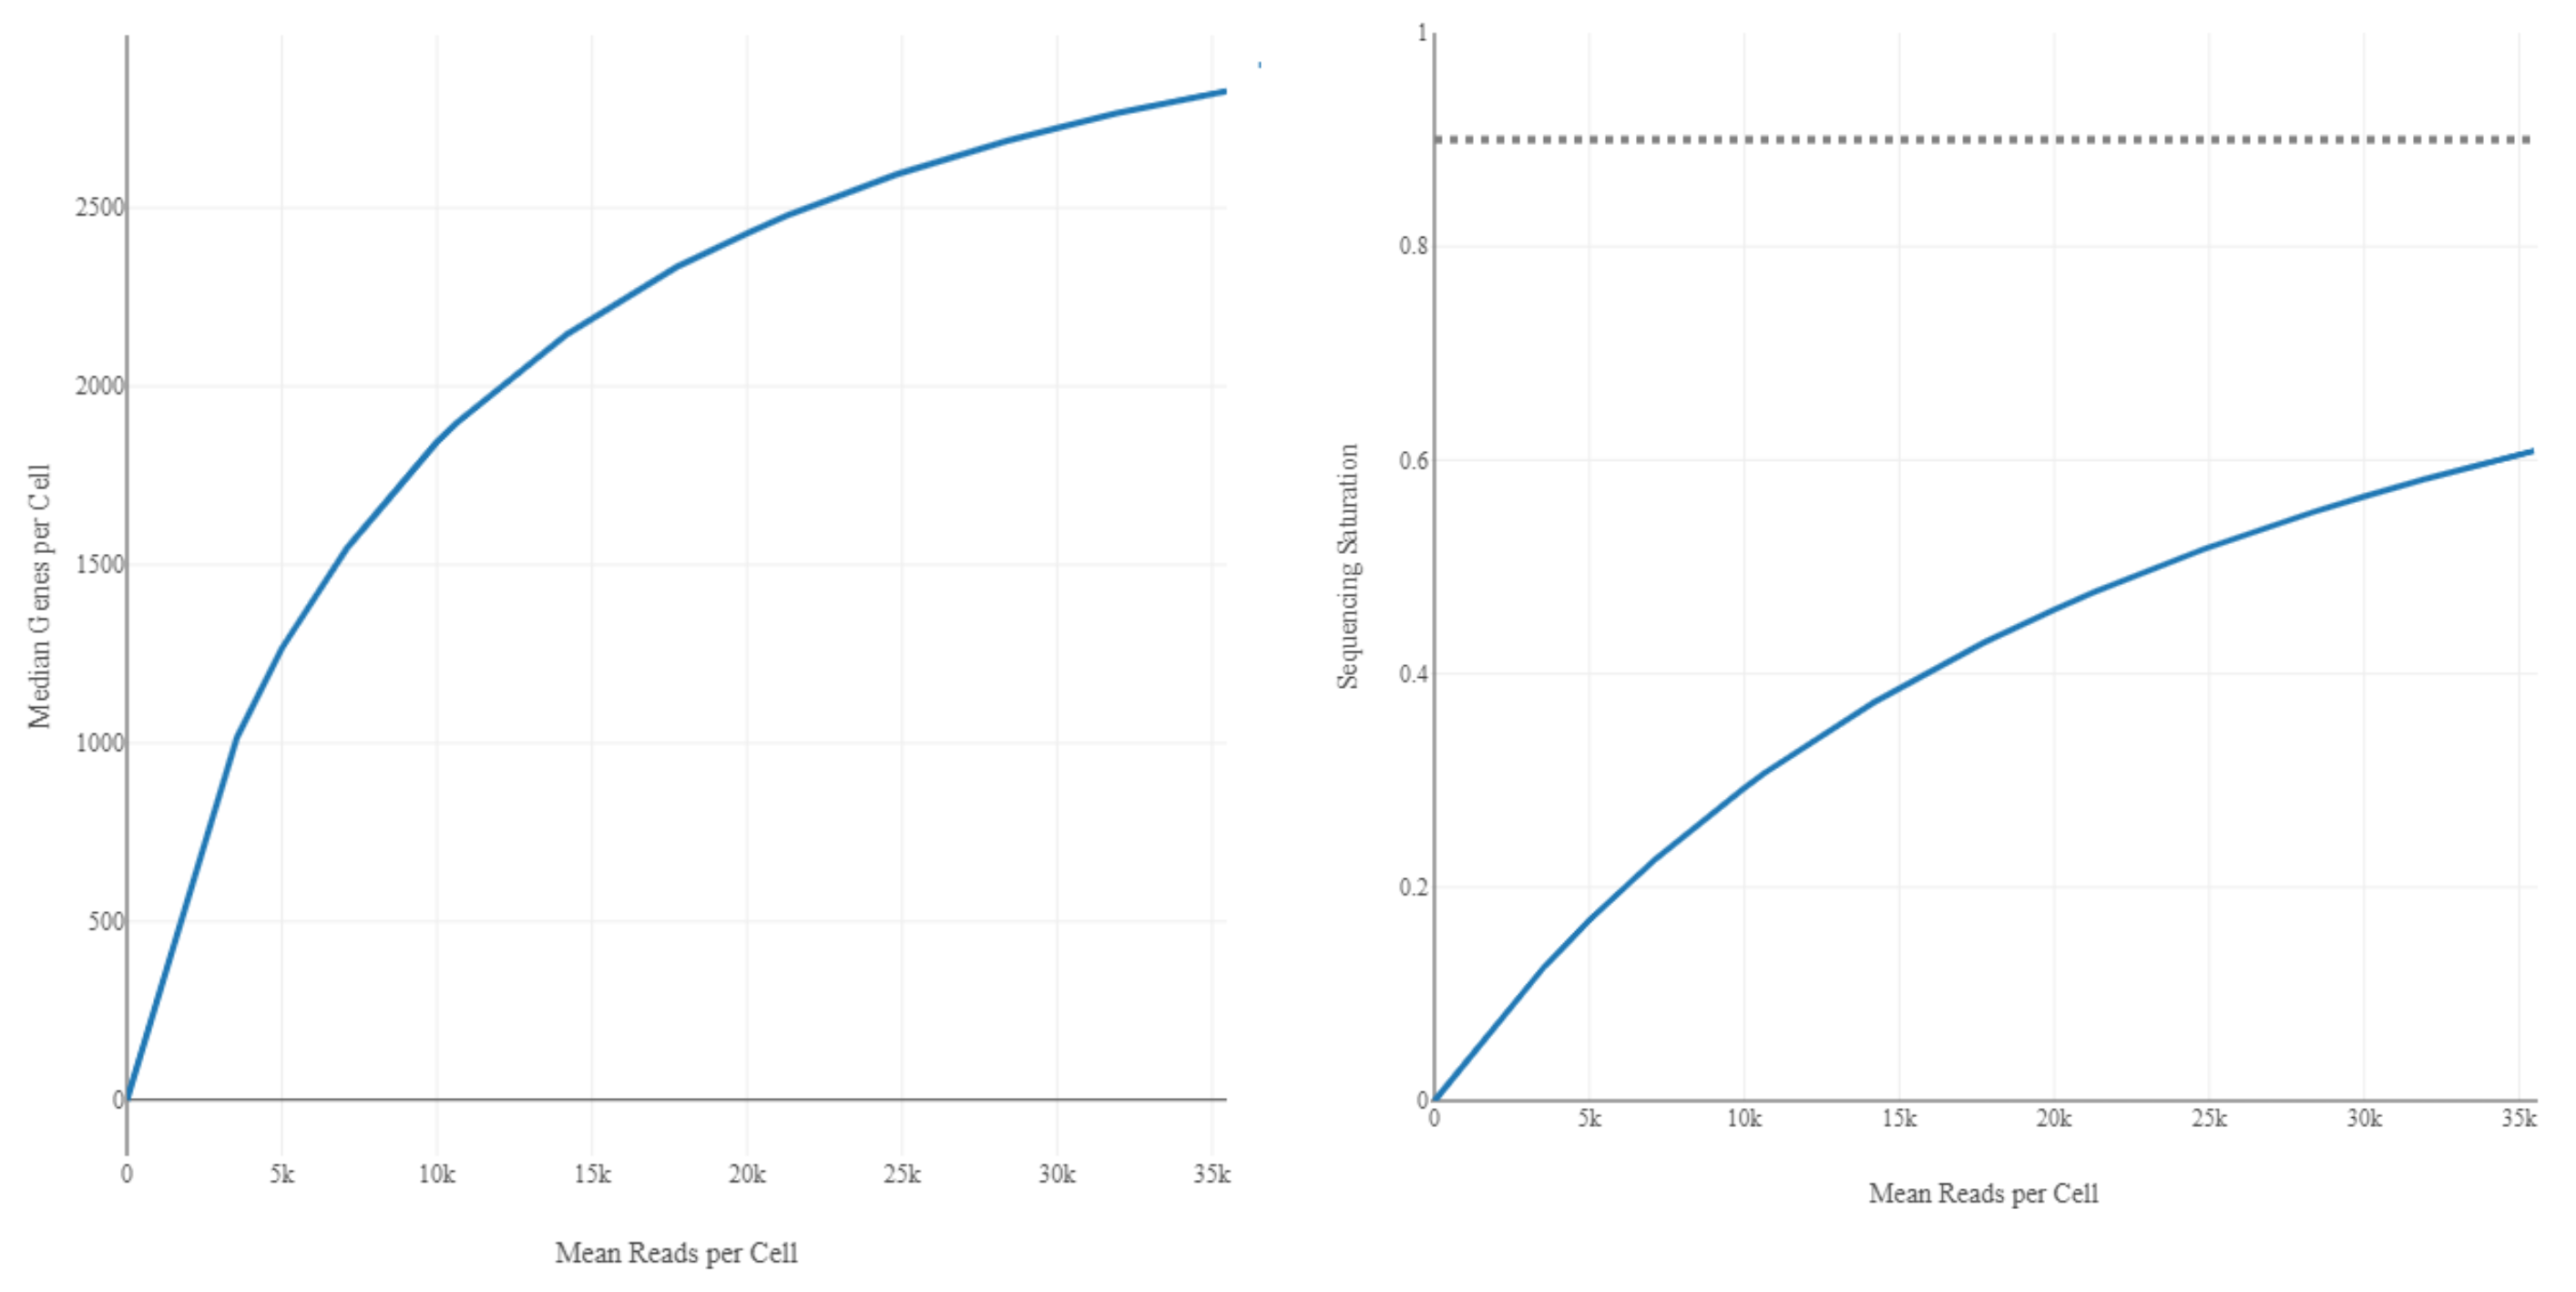 Median Genes per Cell
2500
2000
1500
1000
500
0
0 5k 10k 15k 20k 25k 30k 35k
Mean Reads per Cell
Sequencing Saturation
1
0.8
0.6
0.4
0.2
0
0 5k 10k 15k 20k 25k 30k 35k
Mean Reads per Cell